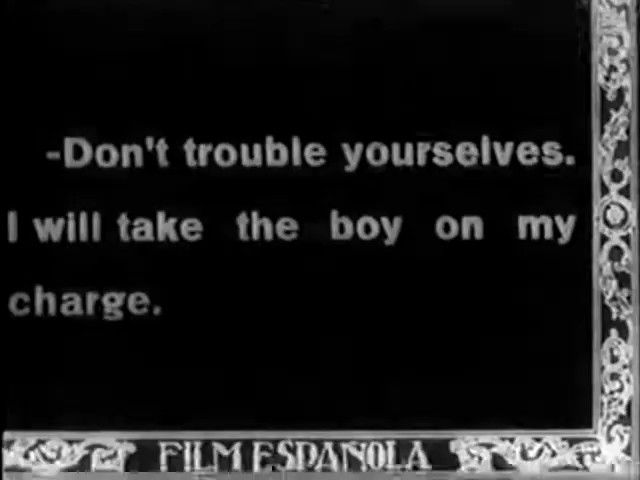 -Don't trouble yourselves.
I will take the boy on my
charge.
FILM ESPAÑOLA